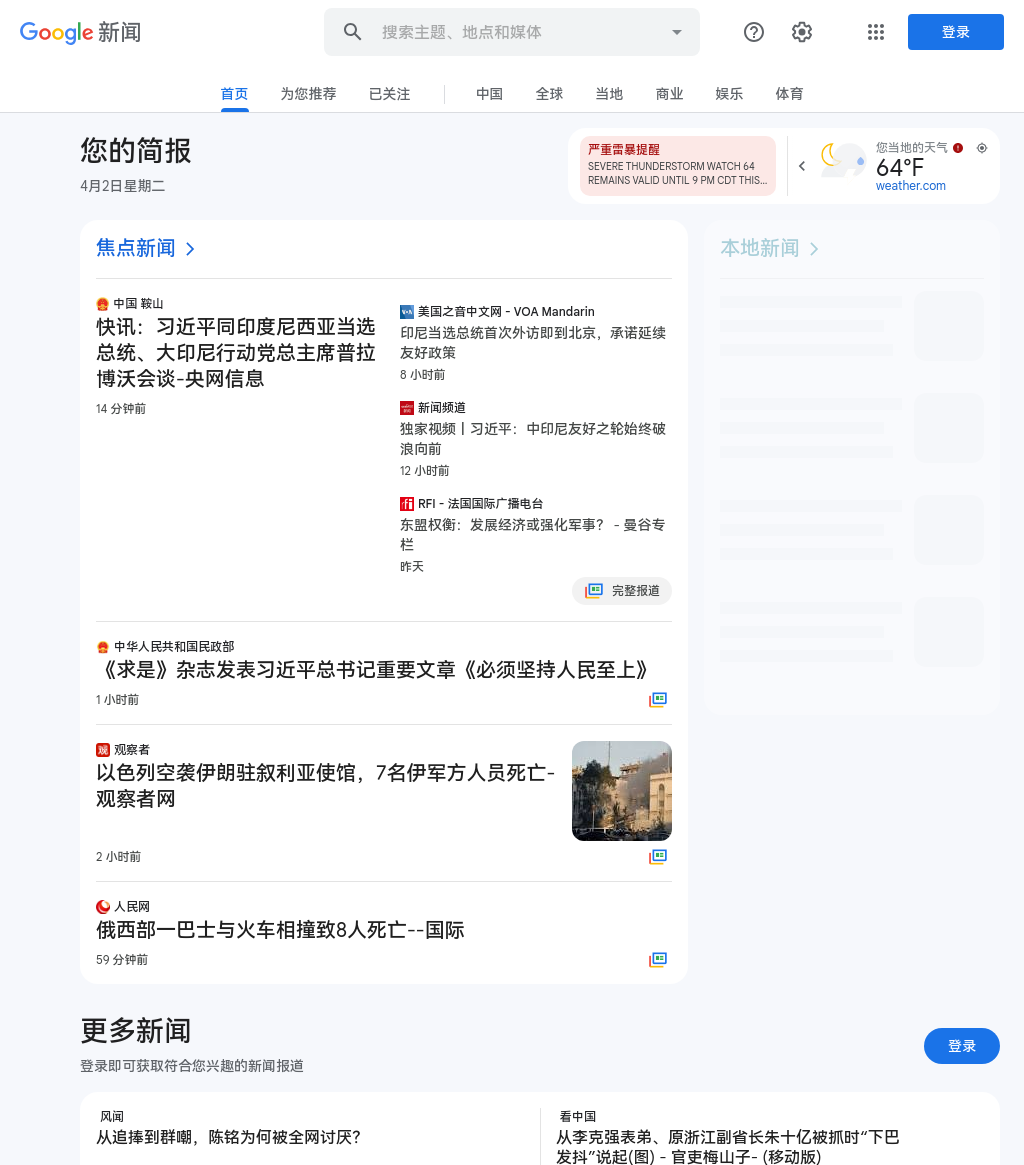 Google 新闻
搜索主题、地点和媒体
登录
首页
为您推荐
已关注
中国
全球
当地
商业
娱乐
体育
您的简报
4月2日星期二
严重雷暴提醒
SEVERE THUNDERSTORM WATCH 64
REMAINS VALID UNTIL 9 PM CDT THIS...
您当地的天气
64°F
weather.com
焦点新闻
本地新闻
中国 鞍山
快讯：习近平同印度尼西亚当选
总统、大印尼行动党总主席普拉
博沃会谈-央网信息
14 分钟前
美国之音中文网 - VOA Mandarin
印尼当选总统首次外访即到北京，承诺延续
友好政策
8 小时前
新闻频道
独家视频丨习近平：中印尼友好之轮始终破
浪向前
12 小时前
RFI - 法国国际广播电台
东盟权衡：发展经济或强化军事？ - 曼谷专
栏
昨天
完整报道
中华人民共和国民政部
《求是》杂志发表习近平总书记重要文章《必须坚持人民至上》
1 小时前
观察者
以色列空袭伊朗驻叙利亚使馆，7名伊军方人员死亡-
观察者网
2 小时前
人民网
俄西部一巴士与火车相撞致8人死亡--国际
59 分钟前
更多新闻
登录即可获取符合您兴趣的新闻报道
登录
风闻
从追捧到群嘲，陈铭为何被全网讨厌？
看中国
从李克强表弟、原浙江副省长朱十亿被抓时“下巴
发抖”说起(图) - 官吏梅山子- (移动版)